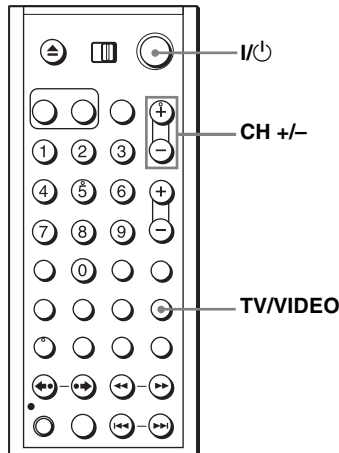 I/⏻
CH +/–
+
1 2 3 –
4 5 6 +
7 8 9 –
0
TV/VIDEO